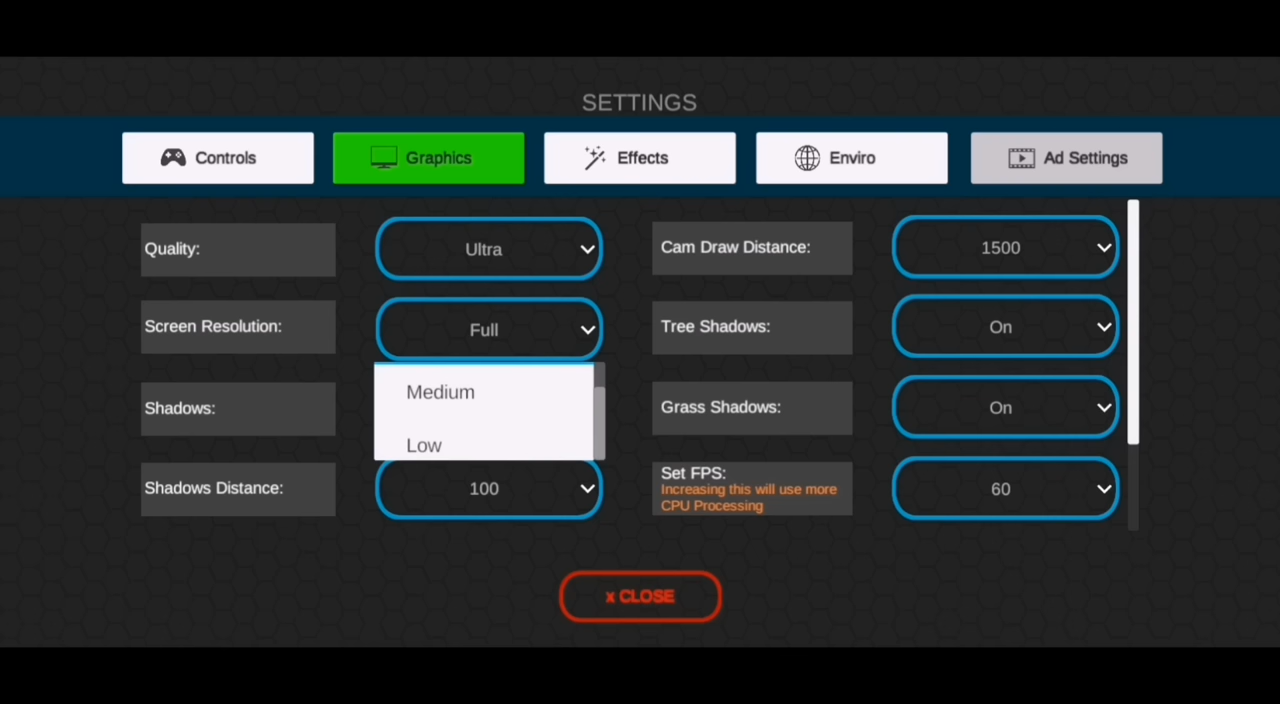 SETTINGS
Controls
Graphics
Effects
Enviro
Ad Settings
Quality:
Ultra
Cam Draw Distance:
1500
Screen Resolution:
Full
Tree Shadows:
On
Medium
Low
Shadows:
Grass Shadows:
On
Shadows Distance:
100
Set FPS:
Increasing this will use more
CPU Processing
60
x CLOSE